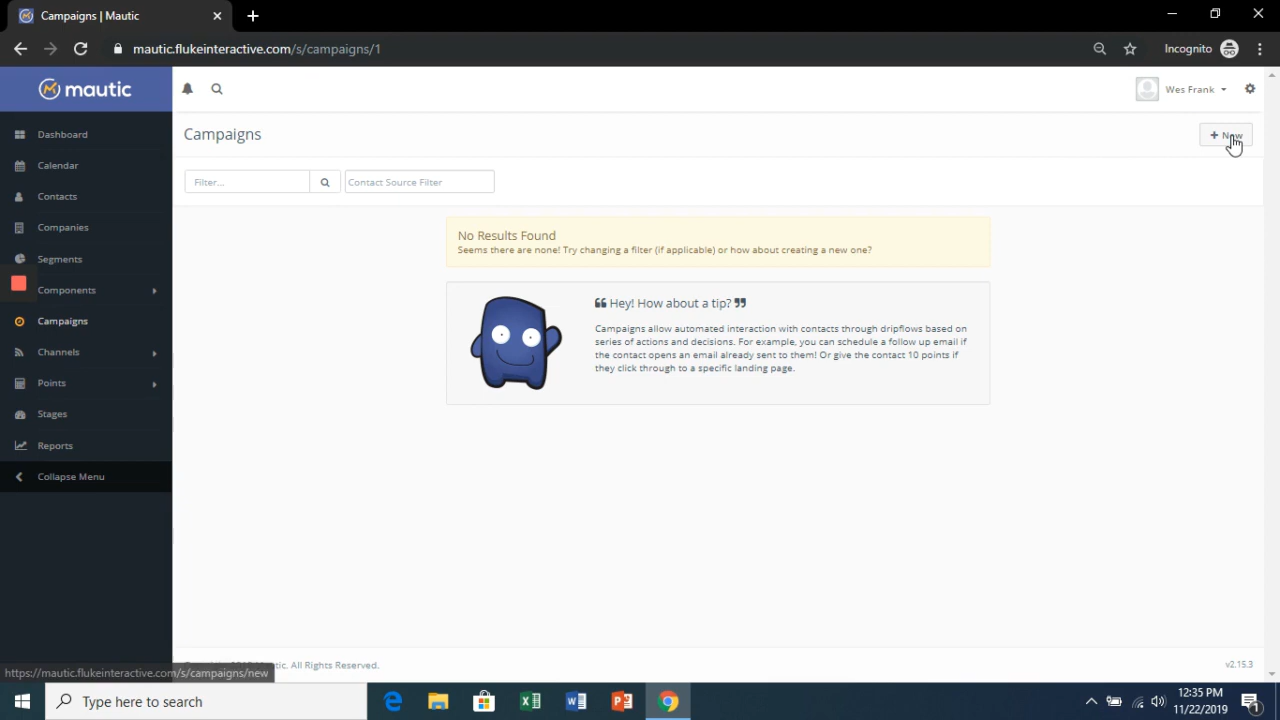 Campaigns | Mautic
mautic.flukeinteractive.com/s/campaigns/1
Incognito
mautic
Wes Frank
Dashboard
Calendar
Contacts
Companies
Segments
Components
Campaigns
Channels
Points
Stages
Reports
Collapse Menu
Campaigns
+ New
Filter...
Contact Source Filter
No Results Found
Seems there are none! Try changing a filter (if applicable) or how about creating a new one?
❝ Hey! How about a tip? ❞
Campaigns allow automated interaction with contacts through dripflows based on
series of actions and decisions. For example, you can schedule a follow up email if
the contact opens an email already sent to them! Or give the contact 10 points if
they click through to a specific landing page.
All Rights Reserved.
v2.15.3
https://mautic.flukeinteractive.com/s/campaigns/new
Type here to search
12:35 PM
11/22/2019
1